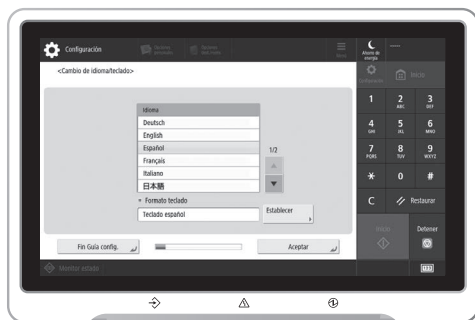 Configuración
Menú
Ahorro de
energía
<Cambio de idioma/teclado>
Configuración
Inicio
Idioma
Deutsch
English
Español
Français
Italiano
日本語
1/2
Formato teclado
Teclado español
Establecer
Fin Guía config.
Aceptar
Monitor estado
1
2 ABC
3 DEF
4 GHI
5 JKL
6 MNO
7 PQRS
8 TUV
9 WXYZ
0
#
C
Restaurar
Inicio
Detener
123